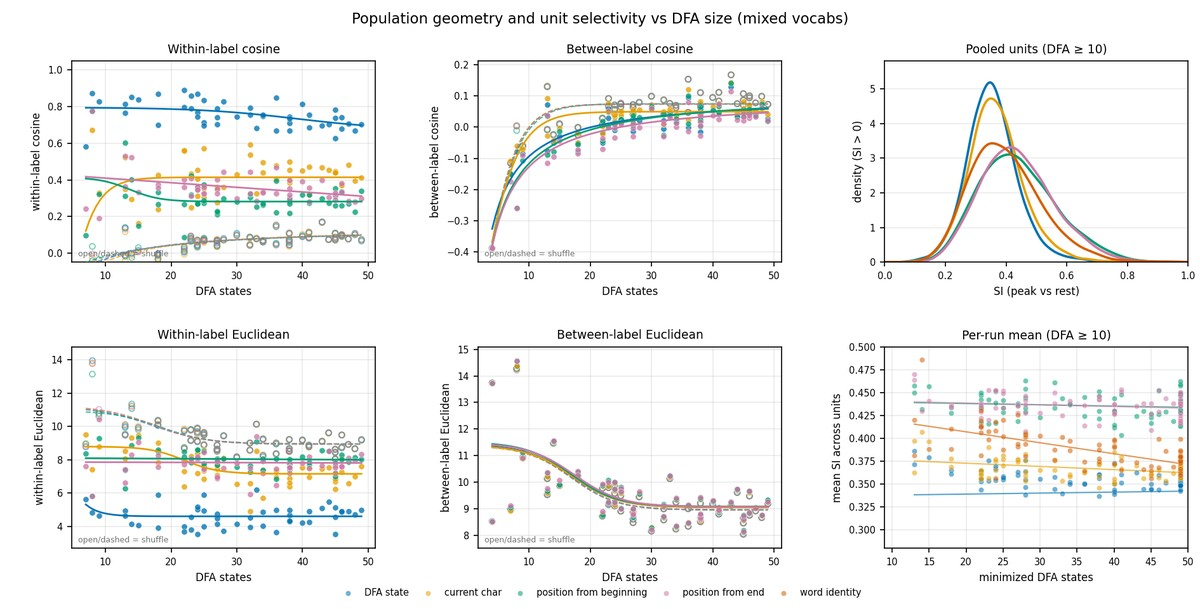 Population geometry and unit selectivity vs DFA size (mixed vocabs)
Within-label cosine
within-label cosine
1.0
0.8
0.6
0.4
0.2
0.0
open/dashed = shuffle
10 20 30 40 50
DFA states
Between-label cosine
between-label cosine
0.2
0.1
0.0
−0.1
−0.2
−0.3
−0.4
open/dashed = shuffle
10 20 30 40 50
DFA states
Pooled units (DFA ≥ 10)
density (SI > 0)
5
4
3
2
1
0
0.0 0.2 0.4 0.6 0.8 1.0
SI (peak vs rest)
Within-label Euclidean
within-label Euclidean
14
12
10
8
6
4
open/dashed = shuffle
10 20 30 40 50
DFA states
Between-label Euclidean
between-label Euclidean
15
14
13
12
11
10
9
8
open/dashed = shuffle
10 20 30 40 50
DFA states
Per-run mean (DFA ≥ 10)
mean SI across units
0.500
0.475
0.450
0.425
0.400
0.375
0.350
0.325
0.300
10 15 20 25 30 35 40 45 50
minimized DFA states
DFA state current char position from beginning position from end word identity